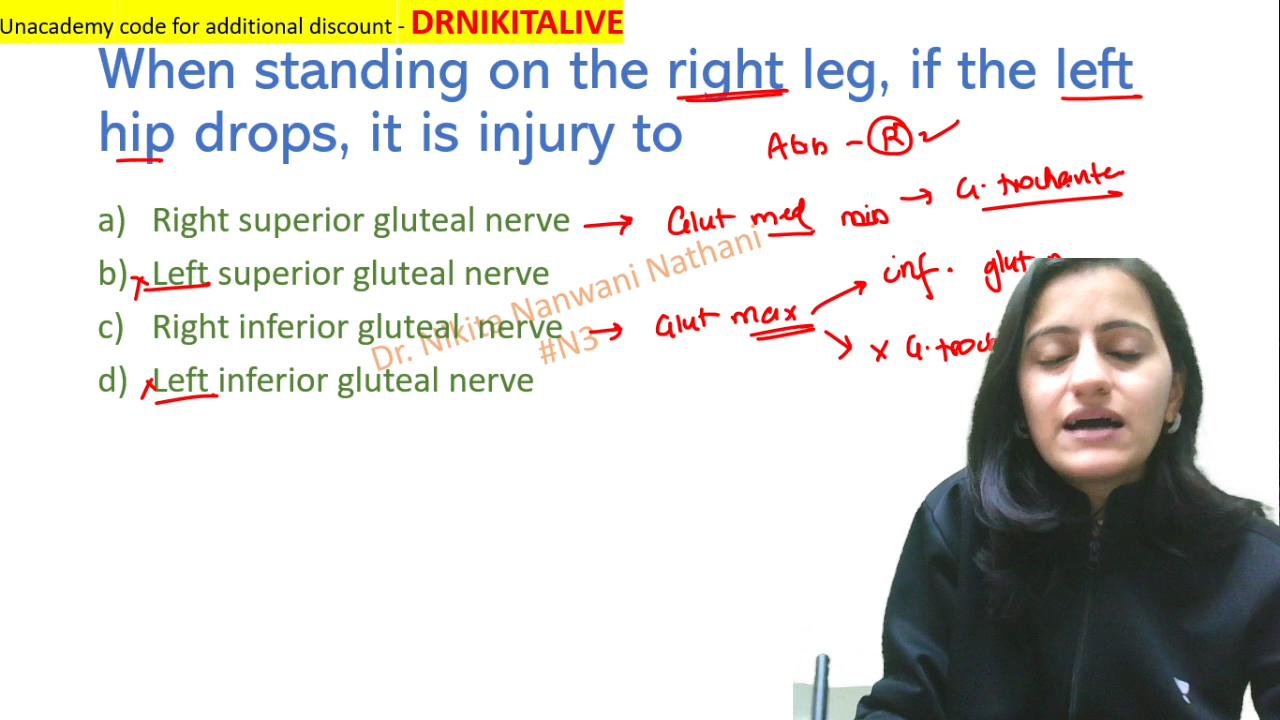 Unacademy code for additional discount - DRNIKITALIVE
When standing on the right leg, if the left
hip drops, it is injury to
Abb - R
a) Right superior gluteal nerve → Glut med min → G. trochanter
b) Left superior gluteal nerve
inf. glut
c) Right inferior gluteal nerve → Glut max
x G. troch
d) Left inferior gluteal nerve
Dr. Nikita Nanwani Nathani
#N3